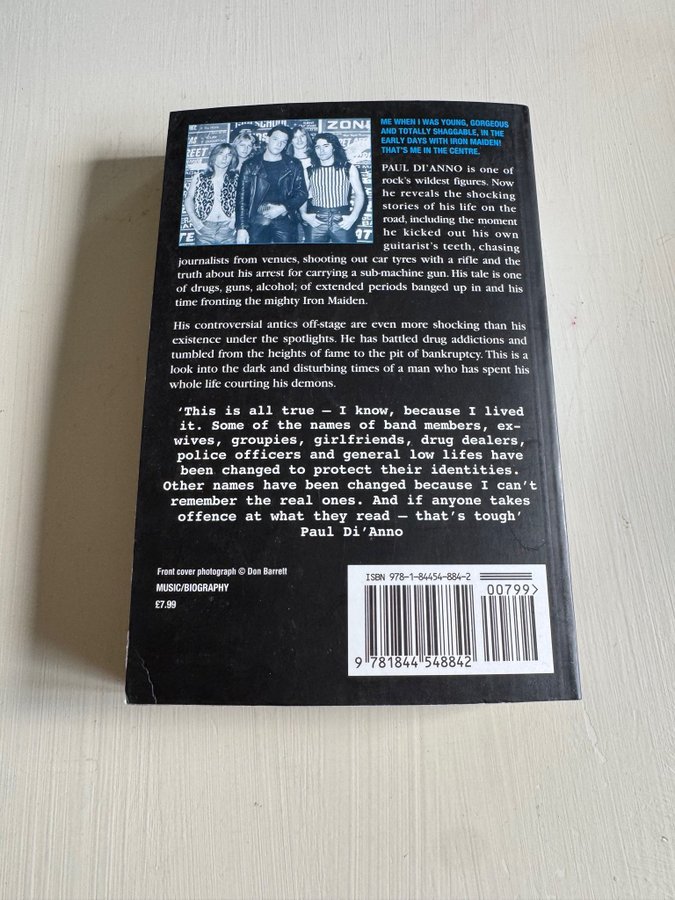 ZON
ME WHEN I WAS YOUNG, GORGEOUS
AND TOTALLY SHAGGABLE, IN THE
EARLY DAYS WITH IRON MAIDEN!
THAT'S ME IN THE CENTRE.
PAUL DI'ANNO is one of
rock's wildest figures. Now
he reveals the shocking
stories of his life on the
road, including the moment
he kicked out his own
guitarist's teeth, chasing
journalists from venues, shooting out car tyres with a rifle and the
truth about his arrest for carrying a sub-machine gun. His tale is one
of drugs, guns, alcohol; of extended periods banged up in and his
time fronting the mighty Iron Maiden.
His controversial antics off-stage are even more shocking than his
existence under the spotlights. He has battled drug addictions and
tumbled from the heights of fame to the pit of bankruptcy. This is a
look into the dark and disturbing times of a man who has spent his
whole life courting his demons.
'This is all true – I know, because I lived
it. Some of the names of band members, ex-
wives, groupies, girlfriends, drug dealers,
police officers and general low lifes have
been changed to protect their identities.
Other names have been changed because I can't
remember the real ones. And if anyone takes
offence at what they read – that's tough'
Paul Di'Anno
Front cover photograph © Don Barrett
MUSIC/BIOGRAPHY
£7.99
ISBN 978-1-84454-884-2
00799>
9 781844 548842